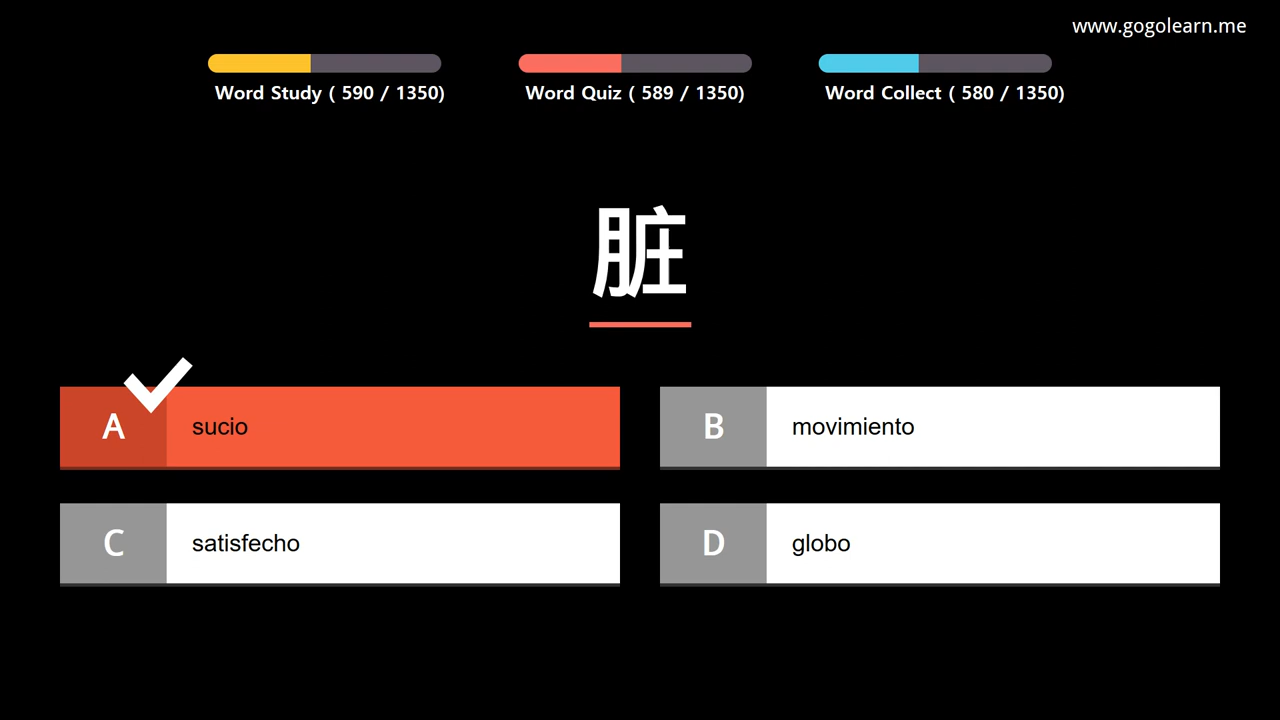 www.gogolearn.me
Word Study ( 590 / 1350)
Word Quiz ( 589 / 1350)
Word Collect ( 580 / 1350)
脏
A sucio
B movimiento
C satisfecho
D globo